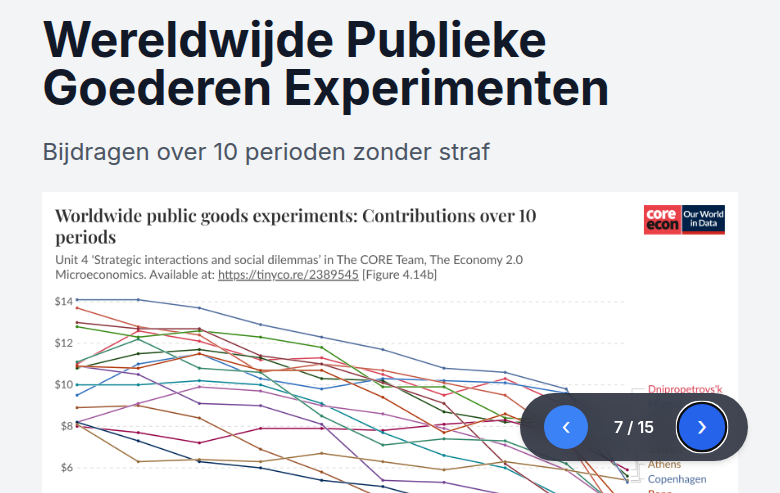 Wereldwijde Publieke
Goederen Experimenten
Bijdragen over 10 perioden zonder straf
Worldwide public goods experiments: Contributions over 10
periods
core
econ
Our World
in Data
Unit 4 'Strategic interactions and social dilemmas' in The CORE Team, The Economy 2.0
Microeconomics. Available at: https://tinyco.re/2389545 [Figure 4.14b]
$14
$12
$10
$8
$6
Dnipropetrovs'k
7 / 15
Athens
Copenhagen